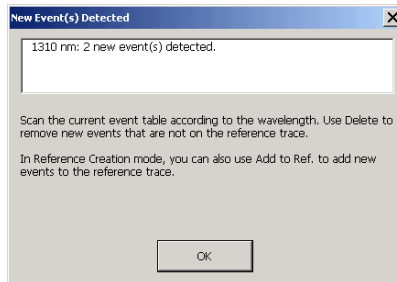 New Event(s) Detected
1310 nm: 2 new event(s) detected.
Scan the current event table according to the wavelength. Use Delete to
remove new events that are not on the reference trace.
In Reference Creation mode, you can also use Add to Ref. to add new
events to the reference trace.
OK